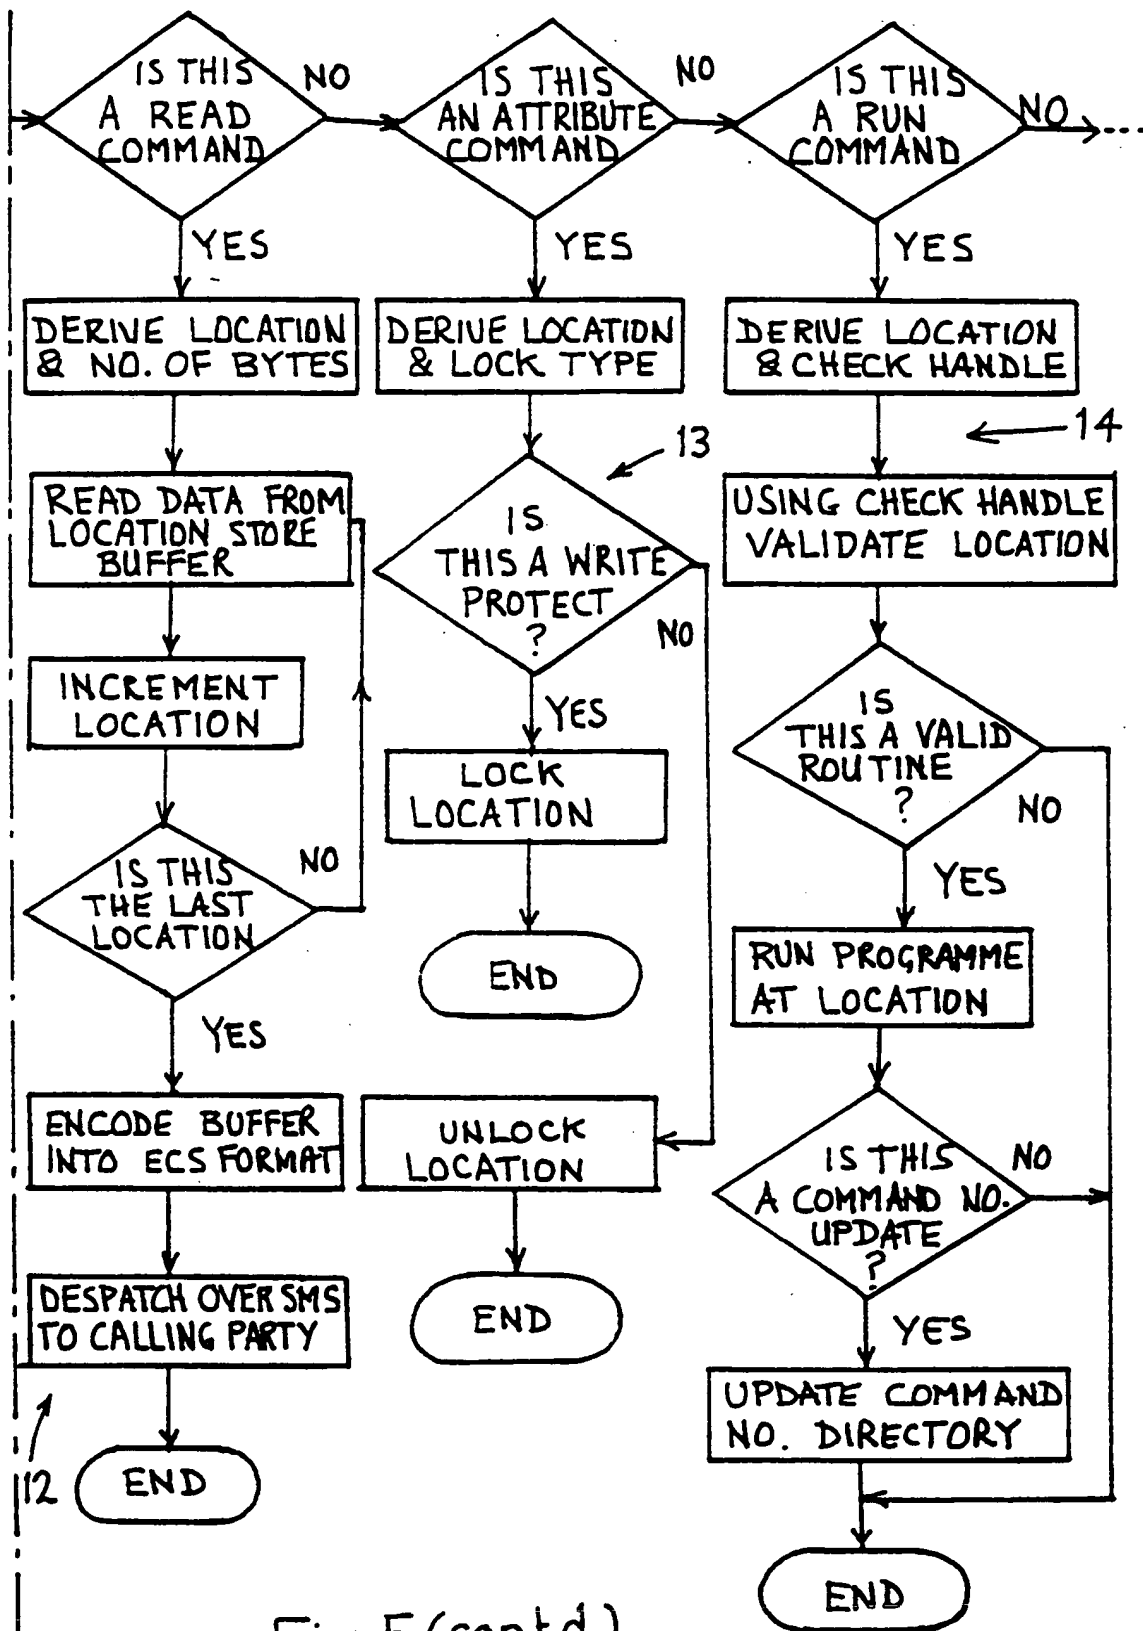 IS THIS
A READ
COMMAND
NO
YES
DERIVE LOCATION
& NO. OF BYTES
READ DATA FROM
LOCATION STORE
BUFFER
INCREMENT
LOCATION
IS THIS
THE LAST
LOCATION
NO
YES
ENCODE BUFFER
INTO ECS FORMAT
DESPATCH OVER SMS
TO CALLING PARTY
12
END
IS THIS
AN ATTRIBUTE
COMMAND
NO
YES
DERIVE LOCATION
& LOCK TYPE
13
IS
THIS A WRITE
PROTECT
?
NO
YES
LOCK
LOCATION
END
UNLOCK
LOCATION
END
IS THIS
A RUN
COMMAND
NO
YES
DERIVE LOCATION
& CHECK HANDLE
14
USING CHECK HANDLE
VALIDATE LOCATION
IS
THIS A VALID
ROUTINE
?
NO
YES
RUN PROGRAMME
AT LOCATION
IS THIS
A COMMAND NO.
UPDATE
?
NO
YES
UPDATE COMMAND
NO. DIRECTORY
END
Fig. 5 (cont'd.)